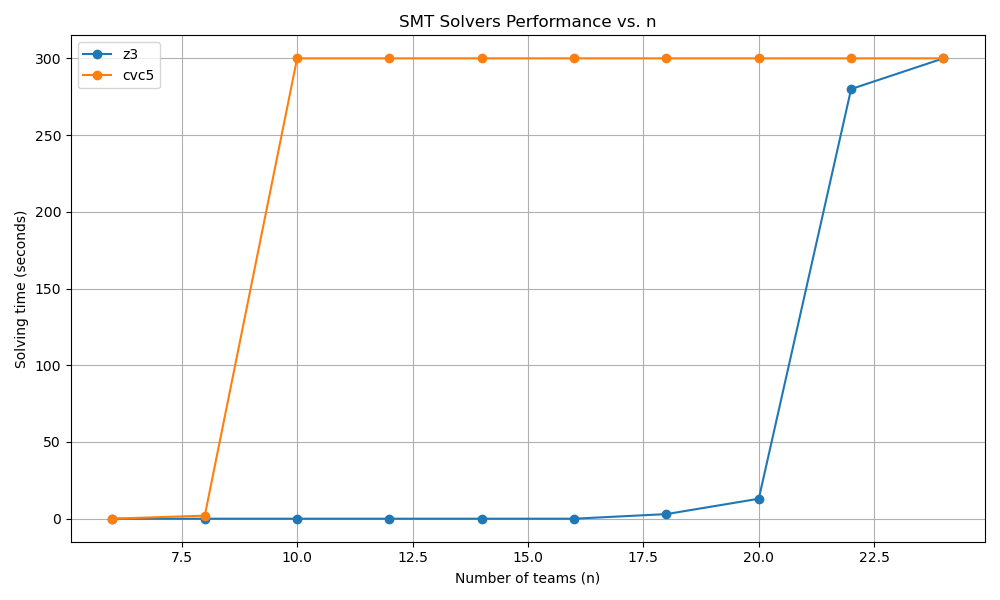 SMT Solvers Performance vs. n
z3
cvc5
Solving time (seconds)
300
250
200
150
100
50
0
7.5 10.0 12.5 15.0 17.5 20.0 22.5
Number of teams (n)